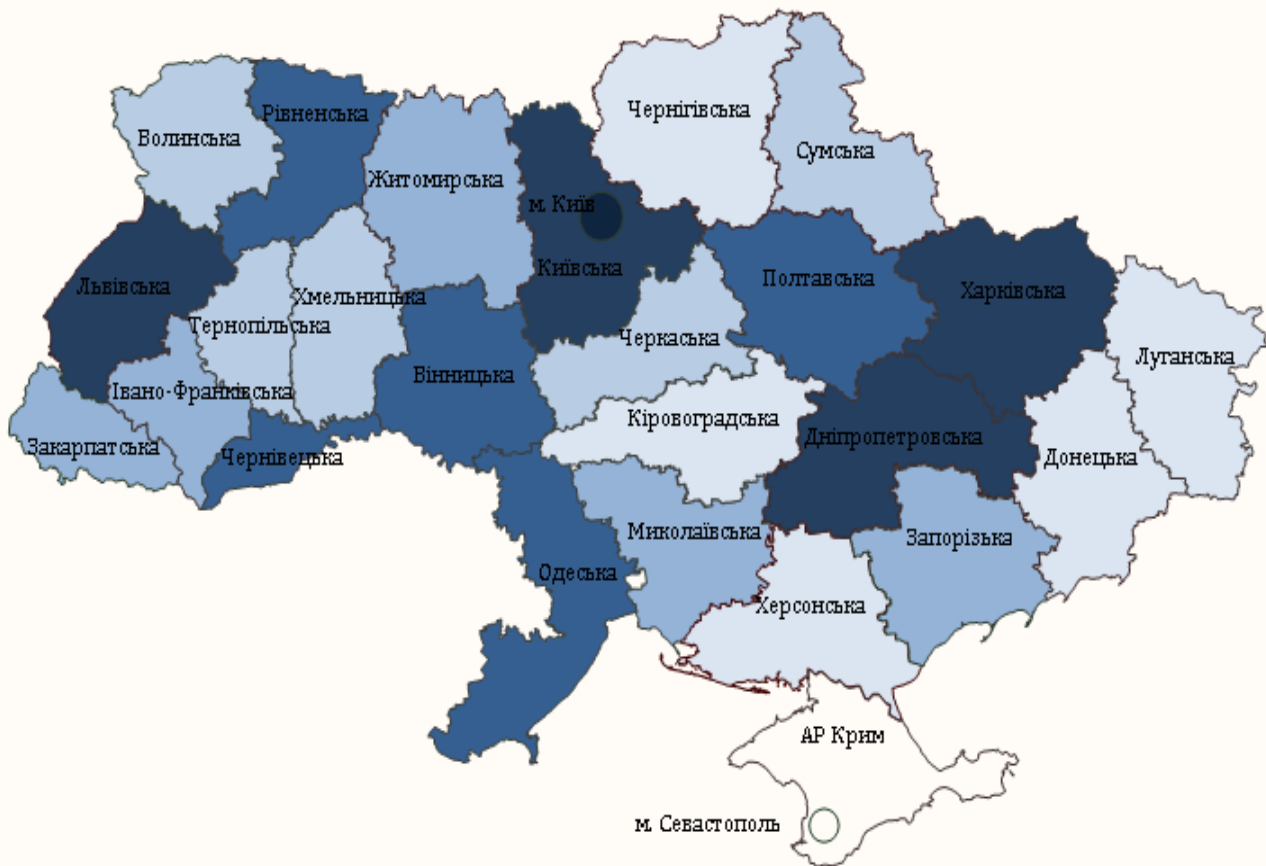 Чернігівська
Рівненська
Волинська
Сумська
Житомирська
м. Київ
Київська
Полтавська
Львівська
Харківська
Хмельницька
Тернопільська
Черкаська
Луганська
Вінницька
Івано-Франківська
Кіровоградська
Дніпропетровська
Закарпатська
Чернівецька
Донецька
Миколаївська
Запорізька
Одеська
Херсонська
АР Крим
м. Севастополь